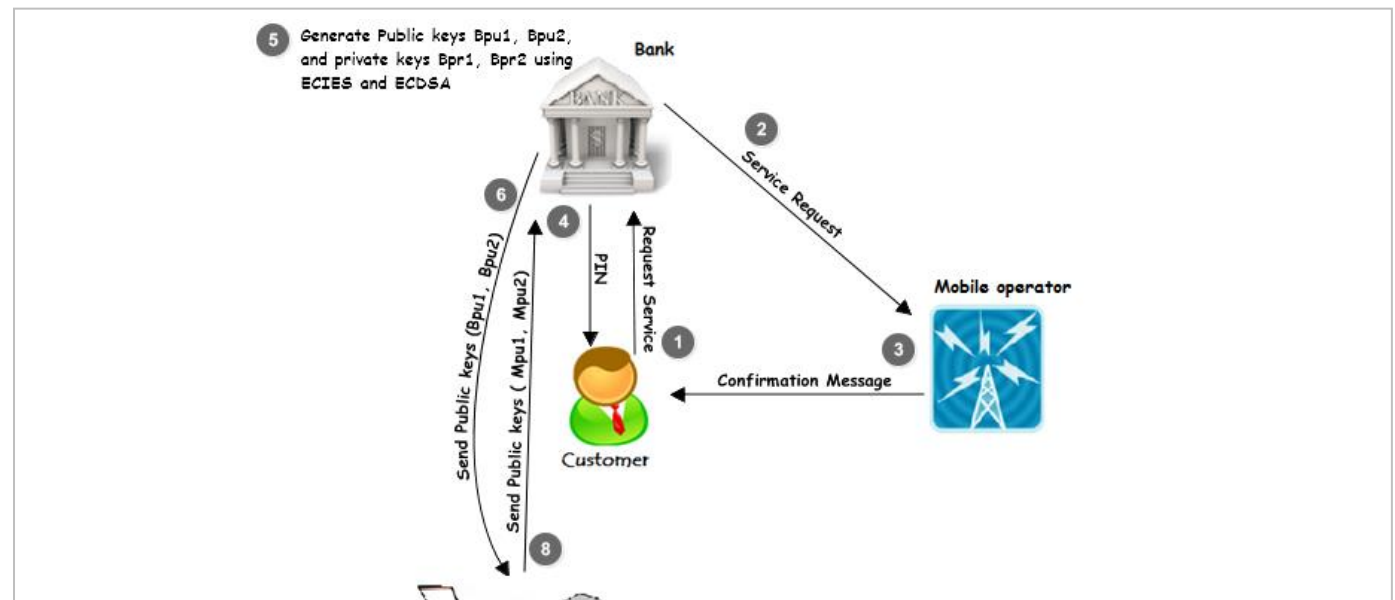 5
Generate Public keys Bpu1, Bpu2,
and private keys Bpr1, Bpr2 using
ECIES and ECDSA
Bank
BANK
$
2
Service Request
6
4
Send Public keys (Bpu1, Bpu2)
Send Public keys ( Mpu1, Mpu2)
PIN
Request Service
1
Mobile operator
3
Confirmation Message
Customer
8